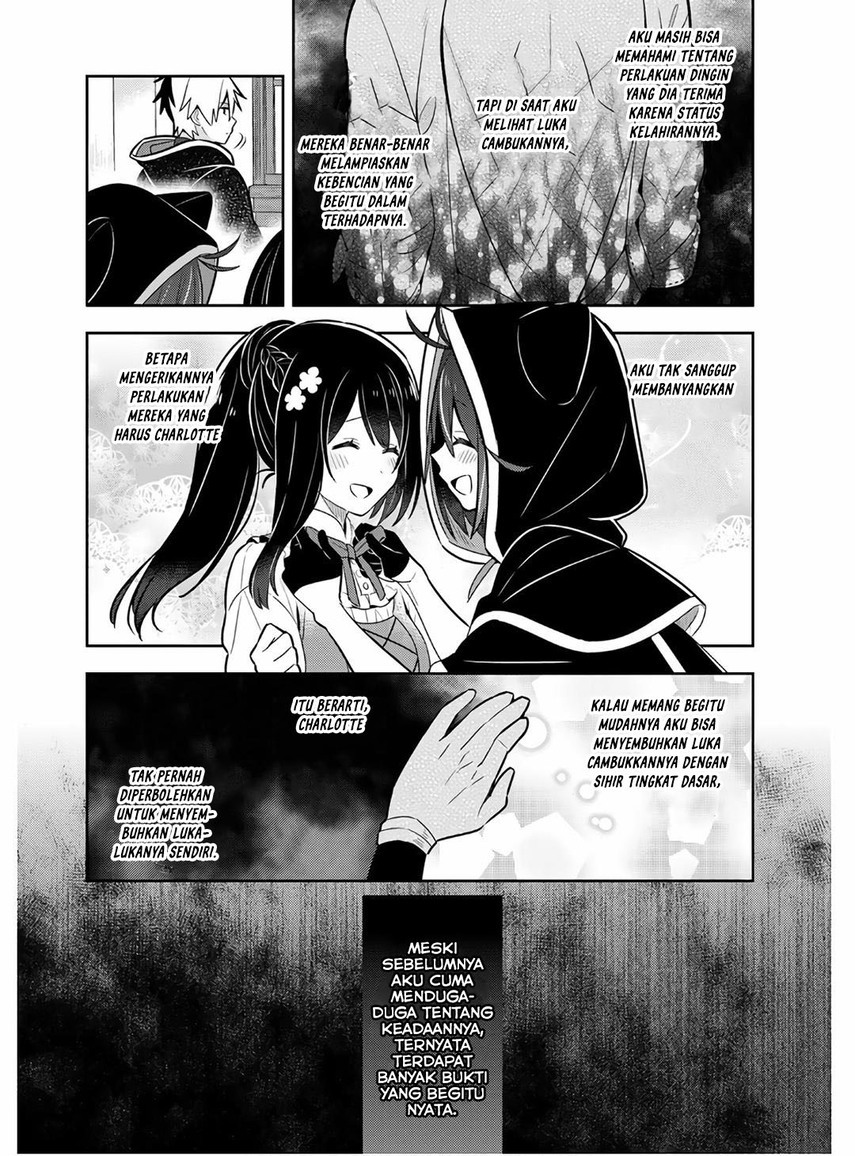 AKU MASIH BISA
MEMAHAMI TENTANG
PERLAKUAN DINGIN
YANG DIA TERIMA
KARENA STATUS
KELAHIRANNYA.
TAPI DI SAAT AKU
MELIHAT LUKA
CAMBUKANNYA,
MEREKA BENAR-BENAR
MELAMPIASKAN
KEBENCIAN YANG
BEGITU DALAM
TERHADAPNYA.
AKU TAK SANGGUP
MEMBANYANGKAN
BETAPA
MENGERIKANNYA
PERLAKUKAN
MEREKA YANG
HARUS CHARLOTTE
KALAU MEMANG BEGITU
MUDAHNYA AKU BISA
MENYEMBUHKAN LUKA
CAMBUKKANNYA DENGAN
SIHIR TINGKAT DASAR,
ITU BERARTI,
CHARLOTTE
TAK PERNAH
DIPERBOLEHKAN
UNTUK MENYEM-
BUHKAN LUKA-
LUKANYA SENDIRI.
MESKI
SEBELUMNYA
AKU CUMA
MENDUGA-
DUGA TENTANG
KEADAANNYA,
TERNYATA
TERDAPAT
BANYAK BUKTI
YANG BEGITU
NYATA.